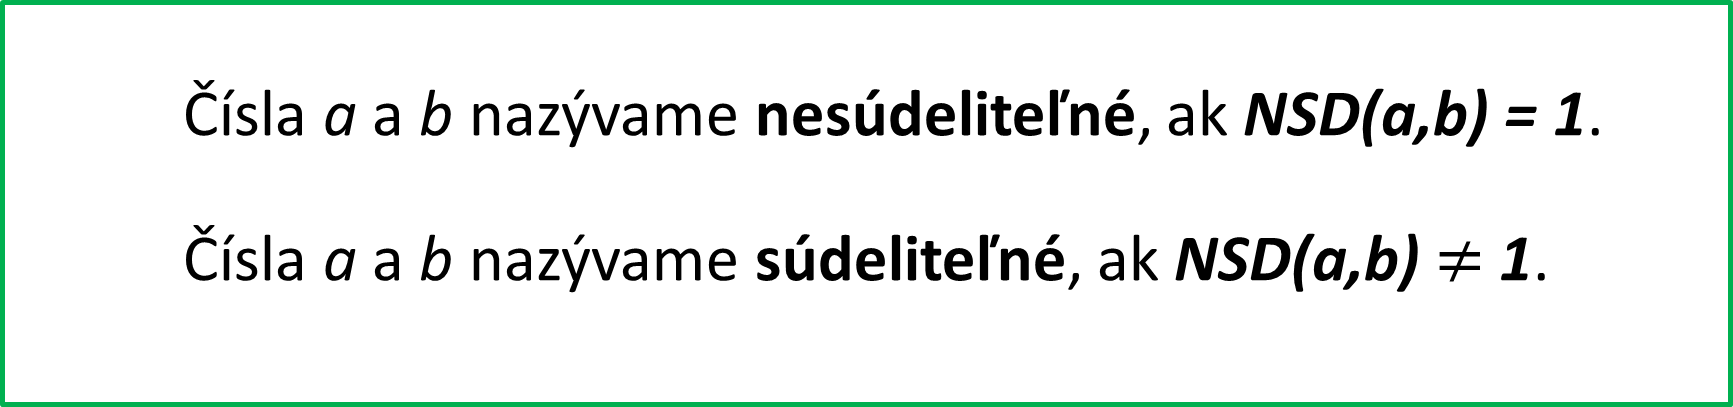 Čísla a a b nazývame nesúdeliteľné, ak NSD(a,b) = 1.
Čísla a a b nazývame súdeliteľné, ak NSD(a,b) ≠ 1.